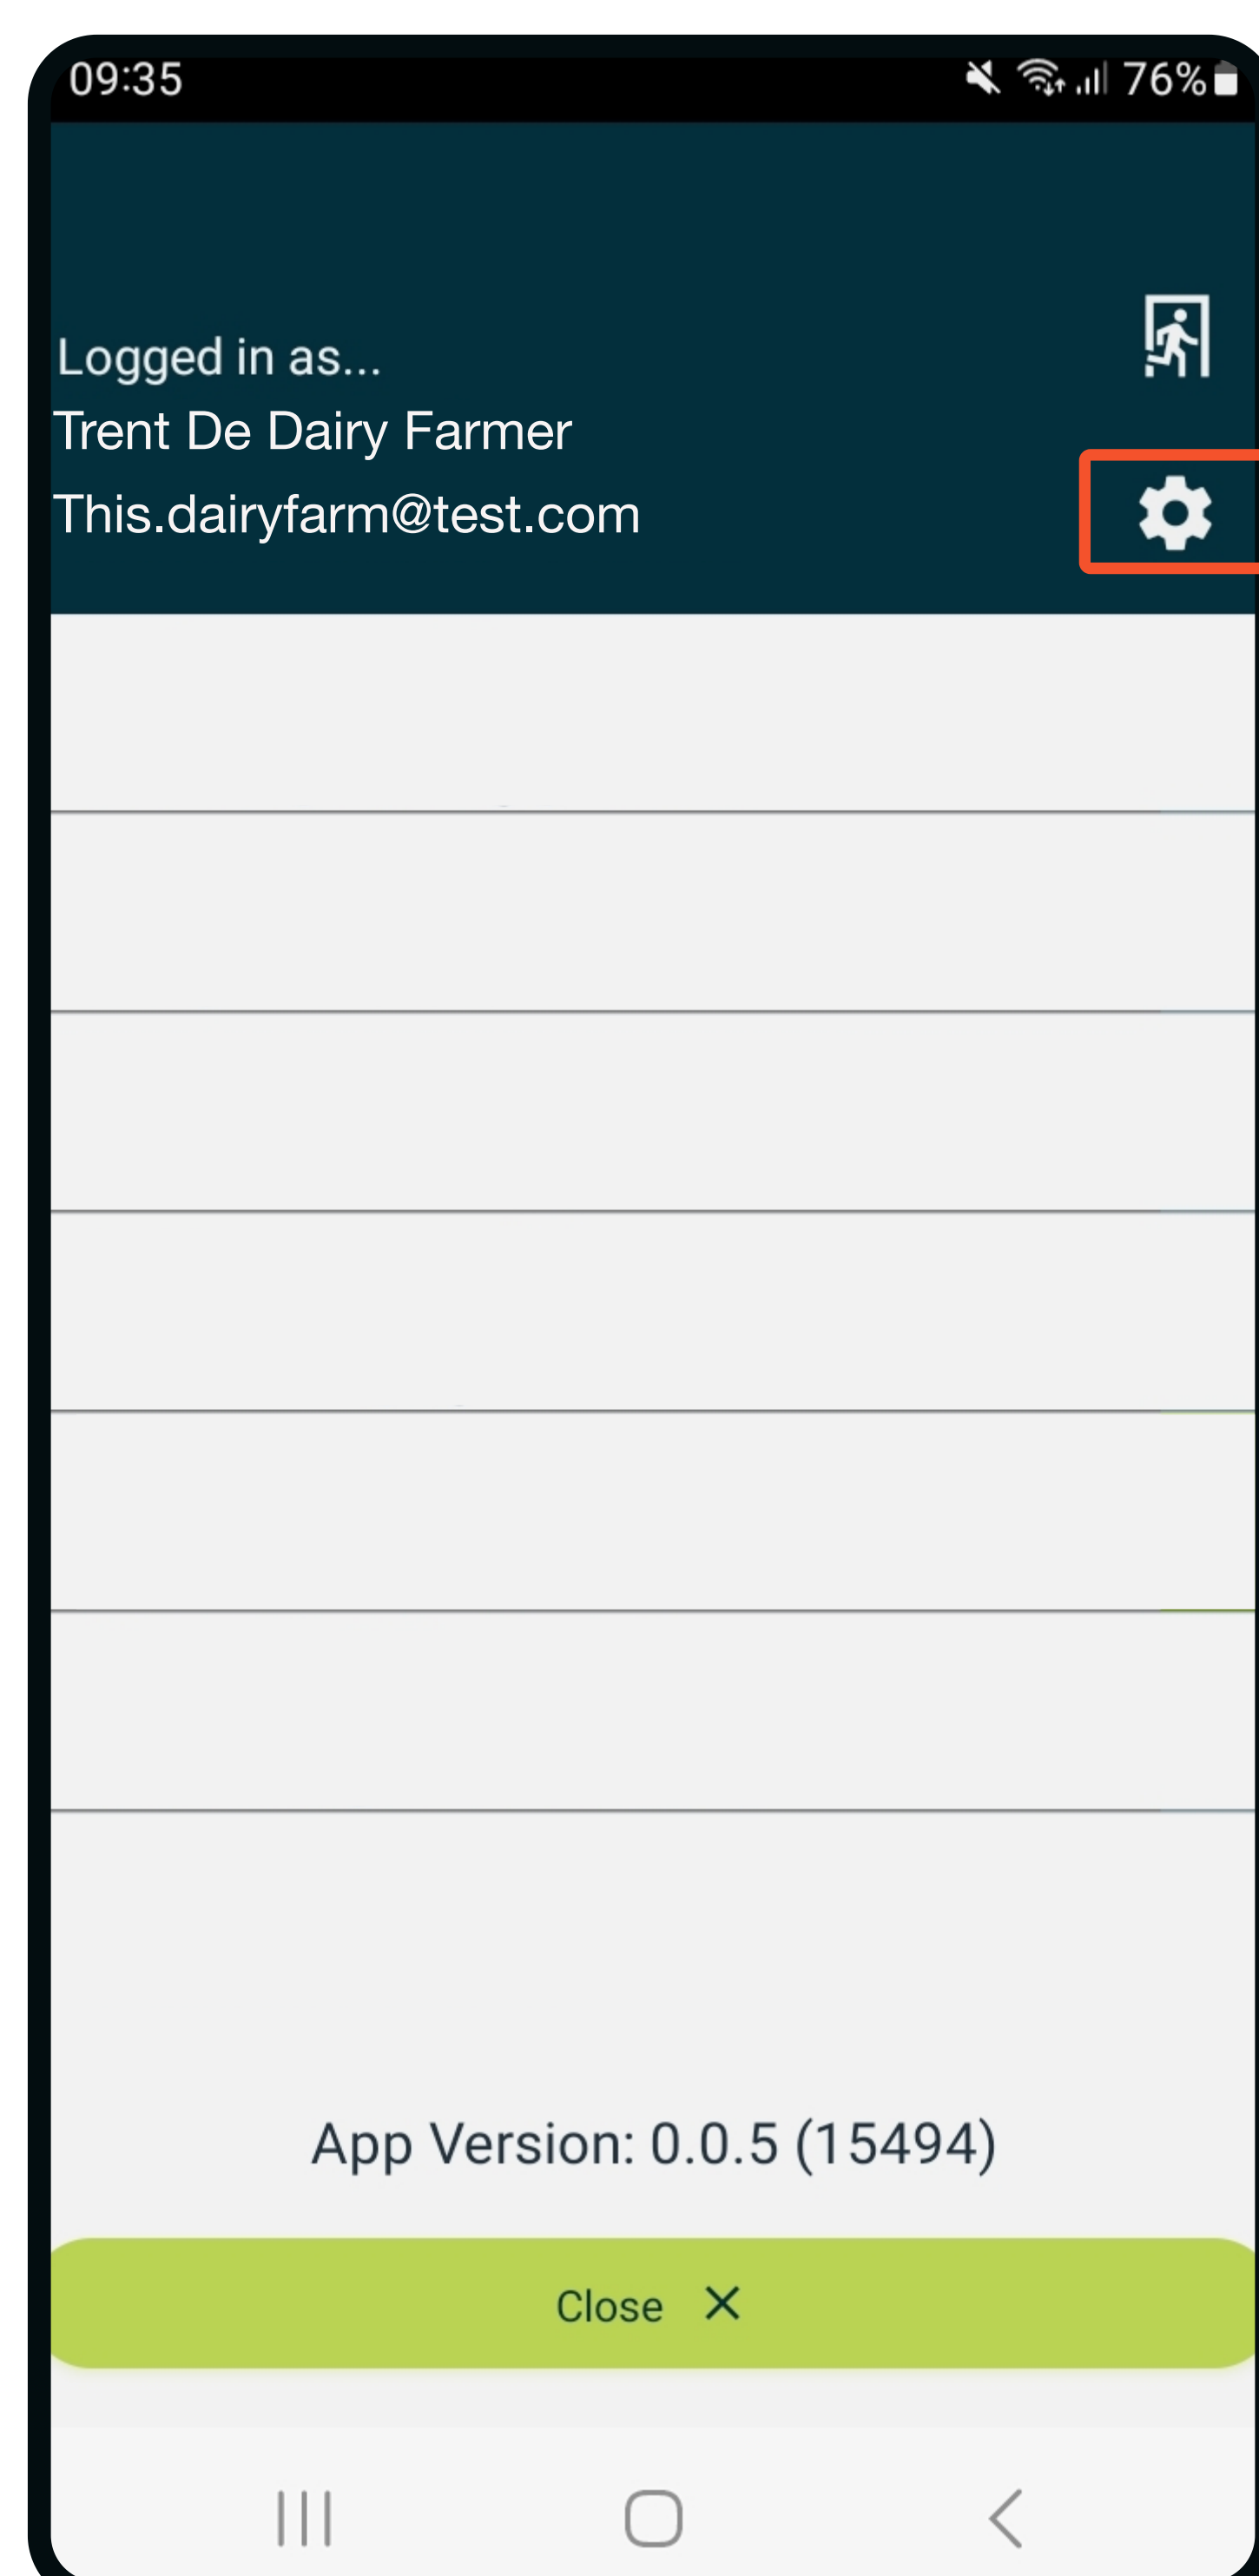 09:35 76%
Logged in as...
Trent De Dairy Farmer
This.dairyfarm@test.com
App Version: 0.0.5 (15494)
Close